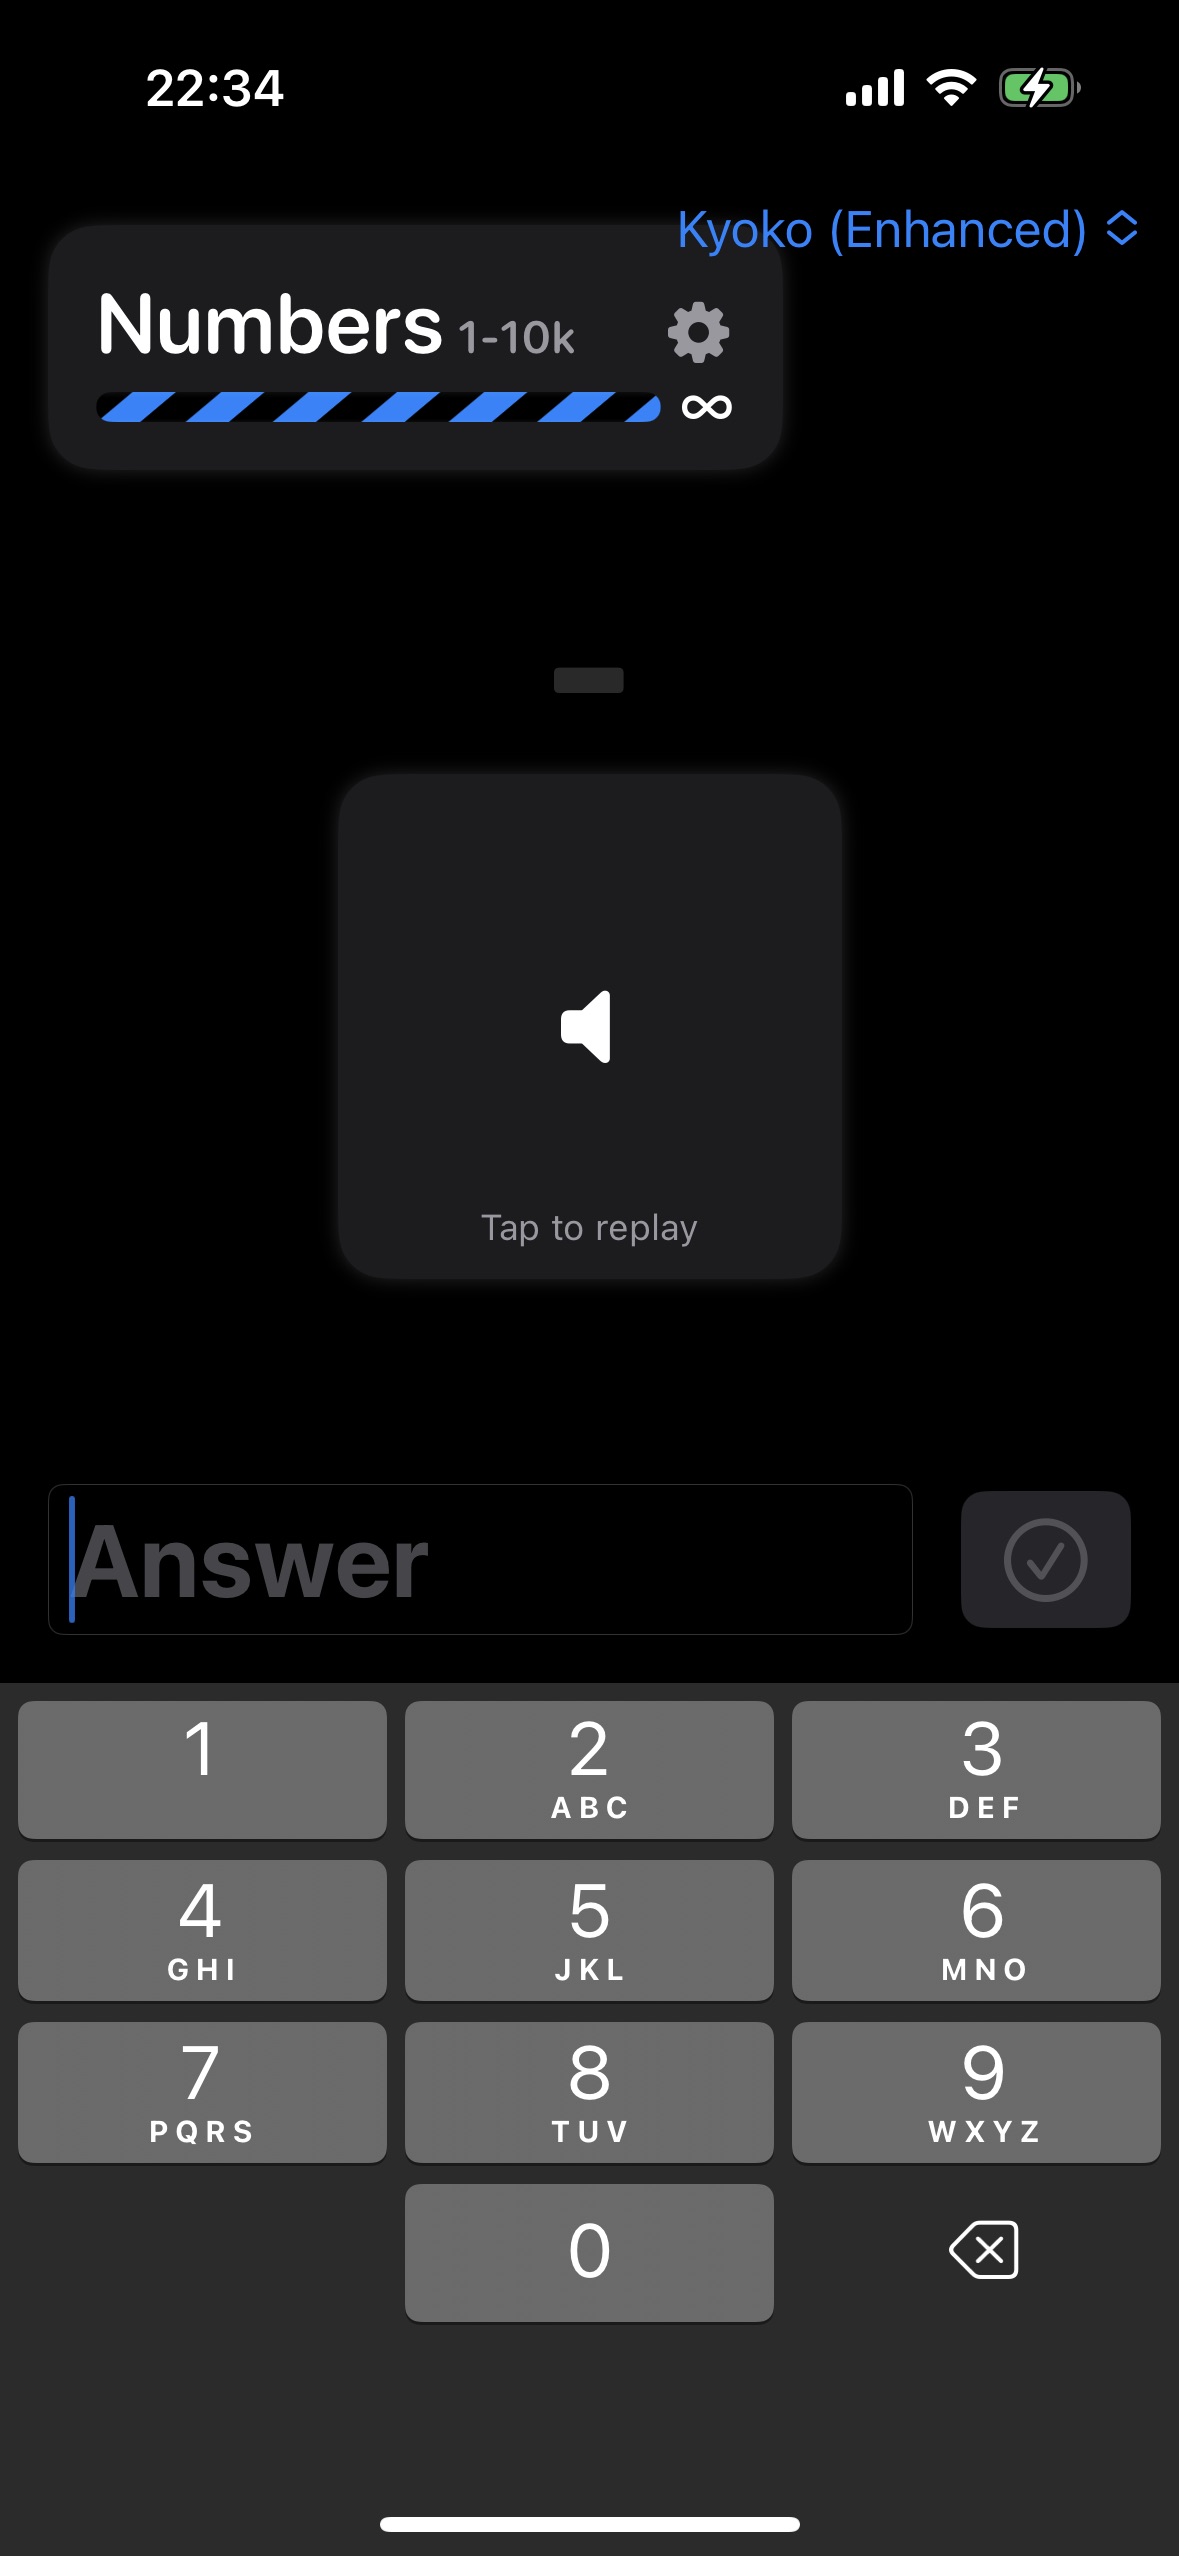 22:34
Kyoko (Enhanced)
Numbers 1-10k
∞
Tap to replay
Answer
1
2
ABC
3
DEF
4
GHI
5
JKL
6
MNO
7
PQRS
8
TUV
9
WXYZ
0